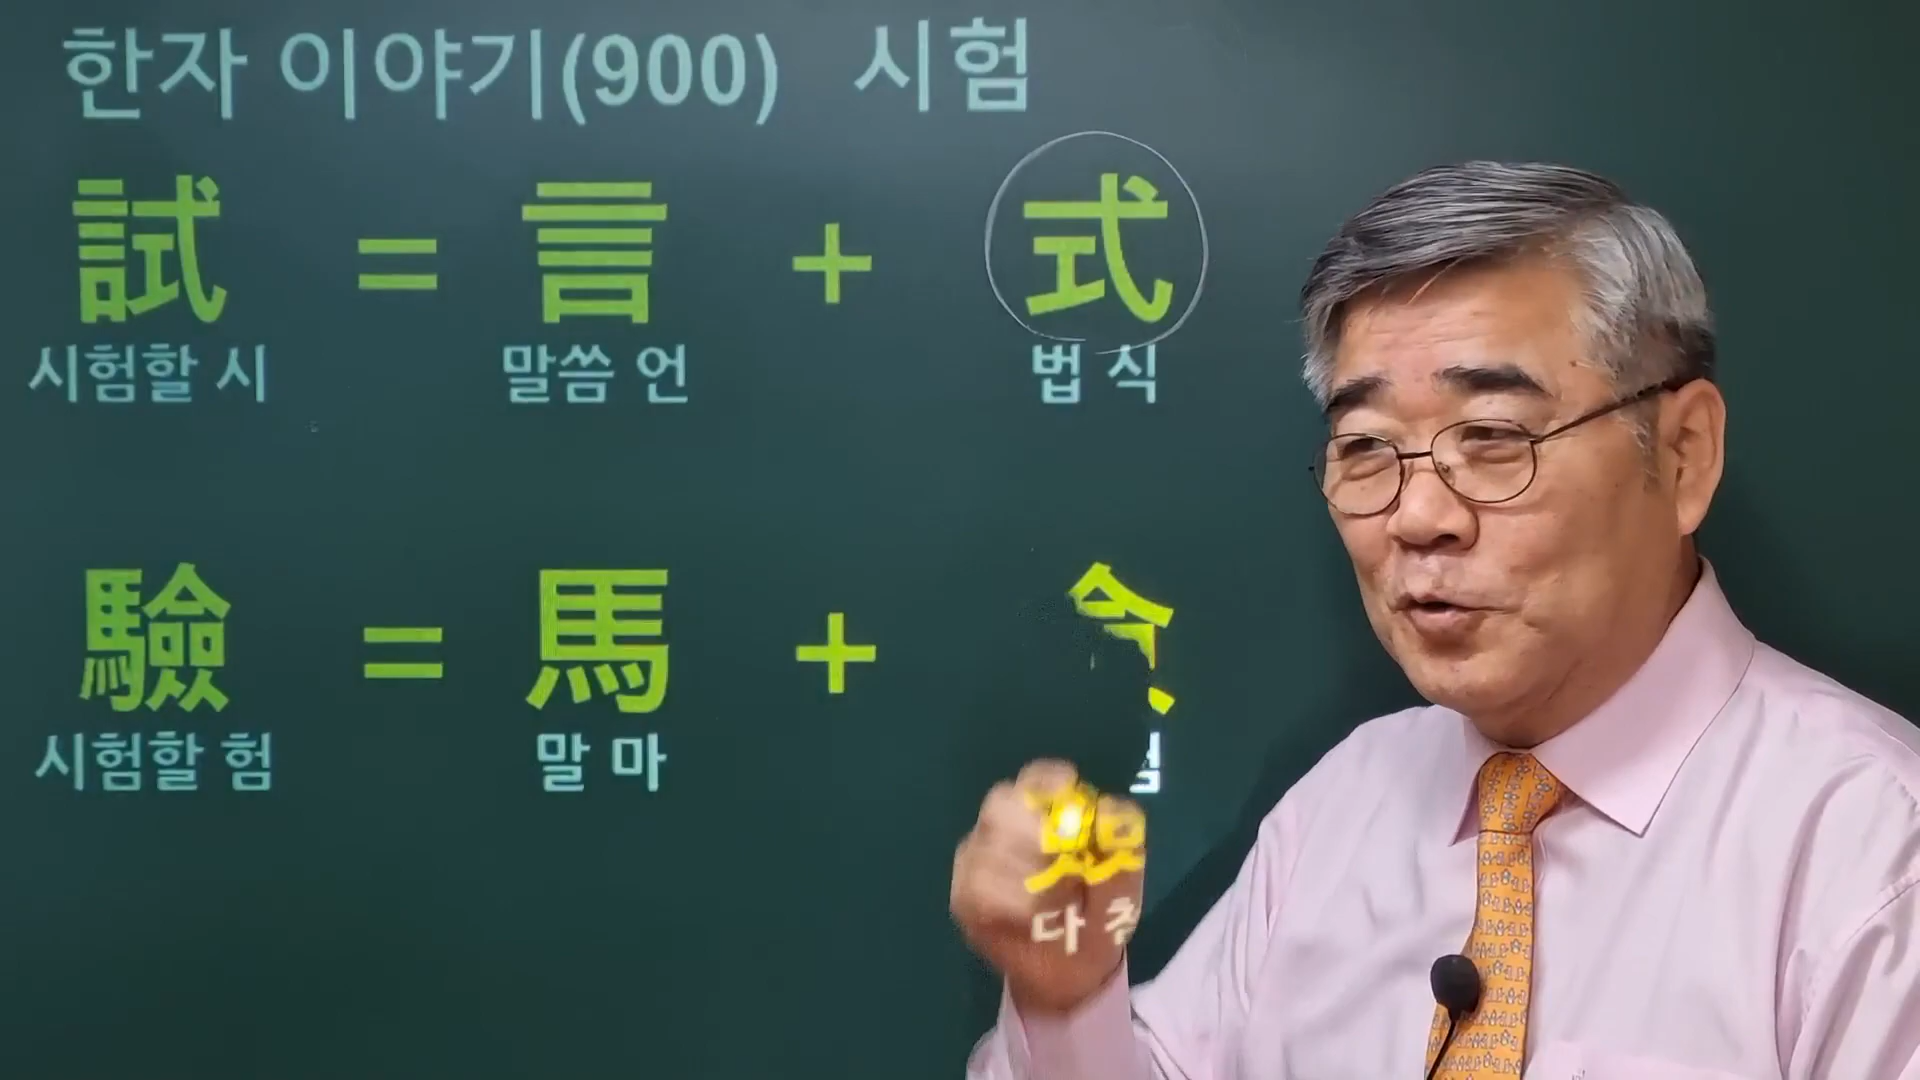 한자 이야기(900) 시험
試 = 言 + 式
시험할 시 말씀 언 법 식
驗 = 馬 +
시험할 험 말 마
다 첨